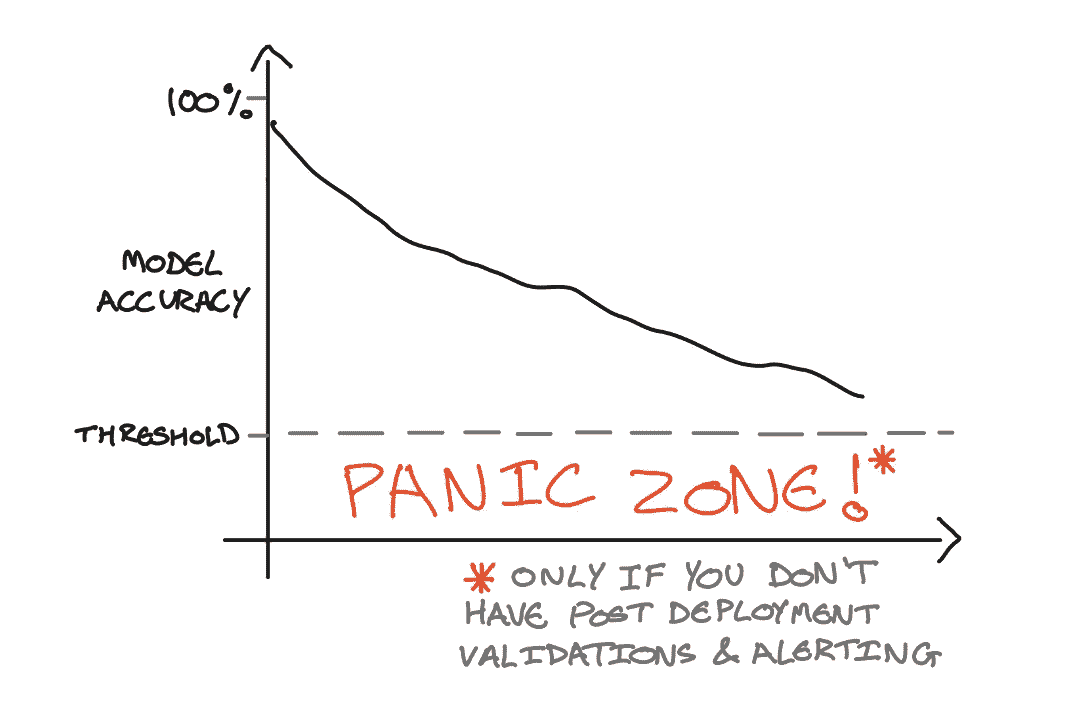 100%
MODEL
ACCURACY
THRESHOLD
PANIC ZONE!*
* ONLY IF YOU DON'T
HAVE POST DEPLOYMENT
VALIDATIONS & ALERTING